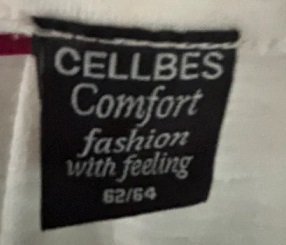 CELLBES
Comfort
fashion
with feeling
62/64